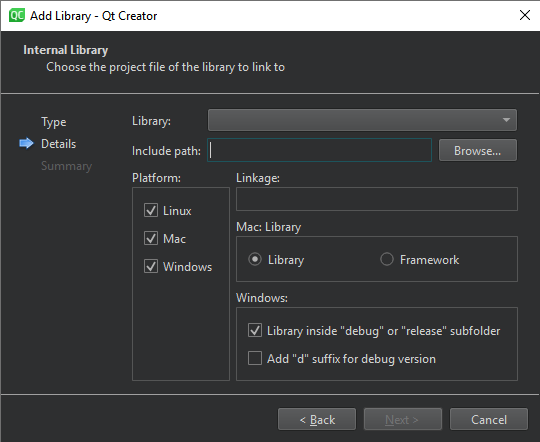 QC Add Library - Qt Creator
Internal Library
Choose the project file of the library to link to
Type
Details
Summary
Library:
Include path:
Browse...
Platform:
Linux
Mac
Windows
Linkage:
Mac: Library
Library
Framework
Windows:
Library inside "debug" or "release" subfolder
Add "d" suffix for debug version
< Back
Next >
Cancel